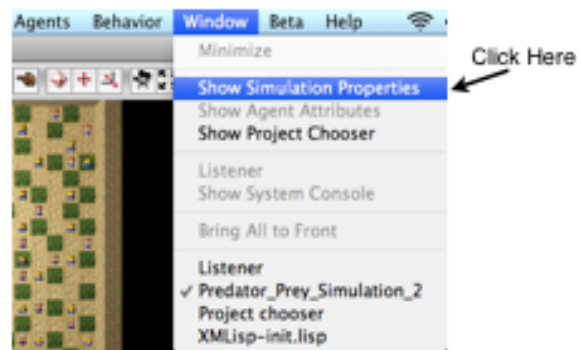 Agents Behavior Window Beta Help
Minimize
Click Here
Show Simulation Properties
Show Agent Attributes
Show Project Chooser
Listener
Show System Console
Bring All to Front
Listener
✓ Predator_Prey_Simulation_2
Project chooser
XMLisp-init.lisp